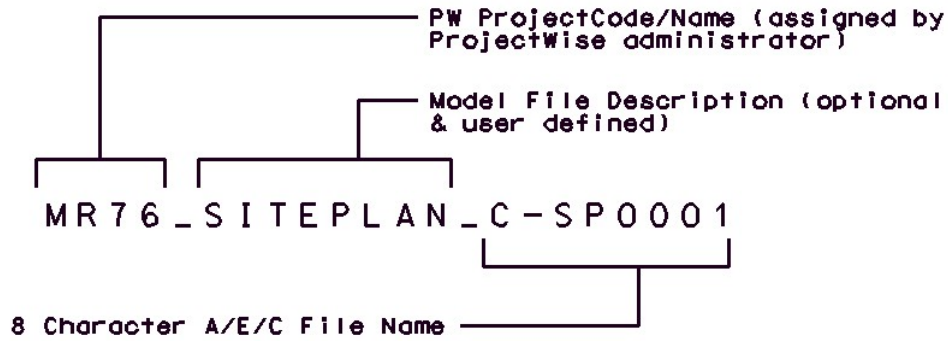 PW ProjectCode/Name (assigned by
ProjectWise administrator)
Model File Description (optional
& user defined)
MR76_SITEPLAN_C-SP0001
8 Character A/E/C File Name